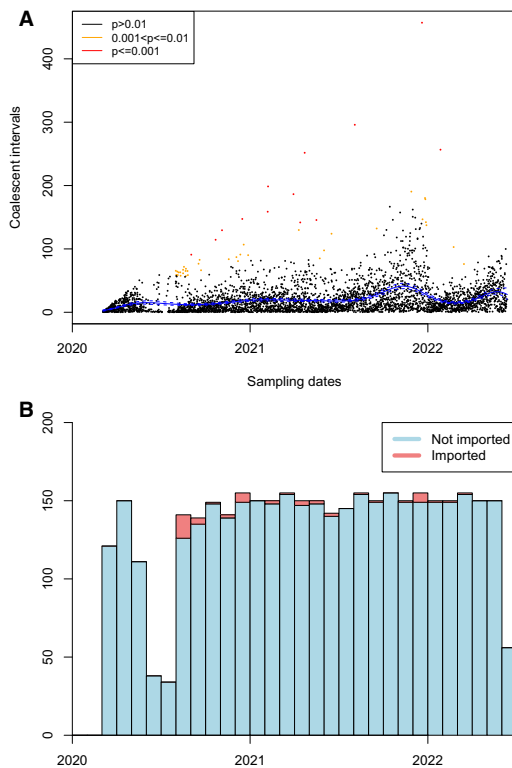 A
p>0.01
0.001<p<=0.01
p<=0.001
400
300
200
100
0
Coalescent intervals
2020
2021
2022
Sampling dates
B
Not imported
Imported
200
150
100
50
0
2020
2021
2022